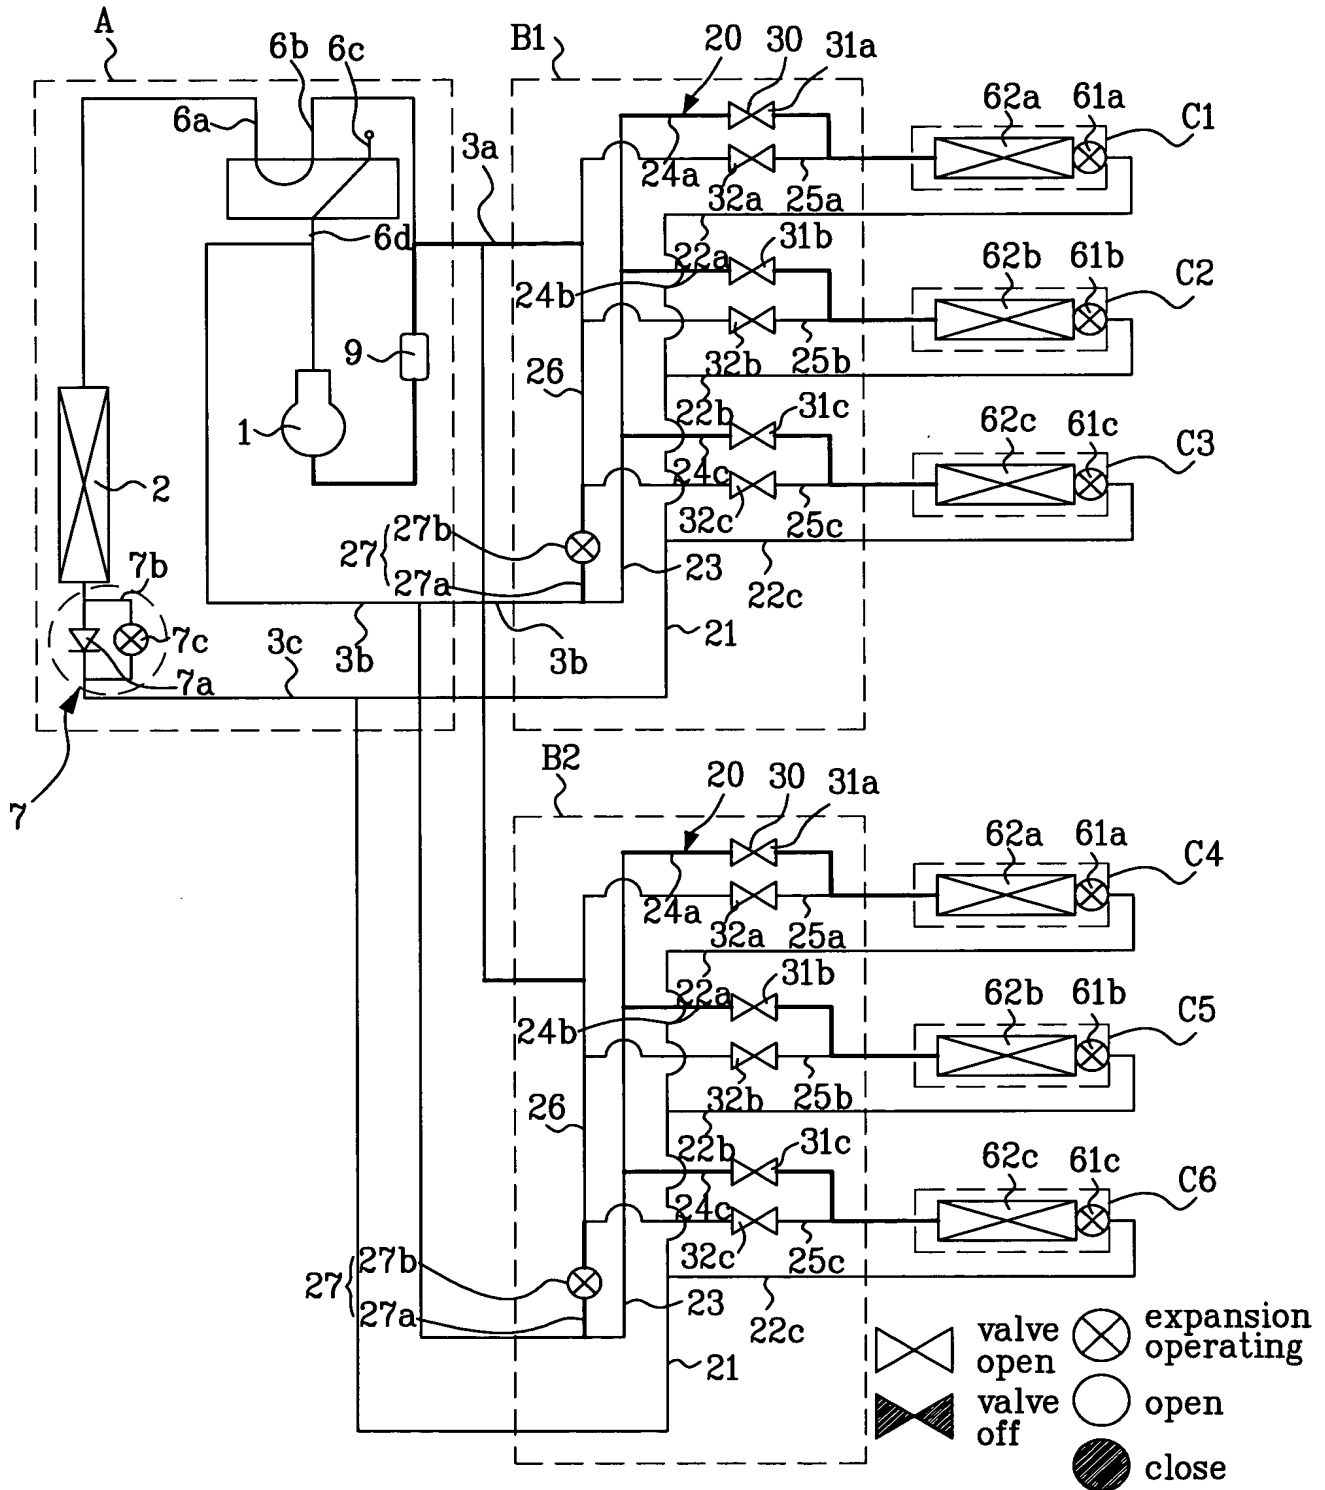 A
6b
6c
6a
6d
3a
9
1
2
7b
7c
7a
7
3c
3b
3b
B1
20
30
31a
24a
32a
25a
22a
31b
24b
32b
25b
26
22b
31c
24c
32c
25c
27
27b
27a
23
22c
21
62a
61a
C1
62b
61b
C2
62c
61c
C3
B2
20
30
31a
24a
32a
25a
22a
31b
24b
32b
25b
26
22b
31c
24c
32c
25c
27
27b
27a
23
22c
21
62a
61a
C4
62b
61b
C5
62c
61c
C6
valve
open
valve
off
expansion
operating
open
close